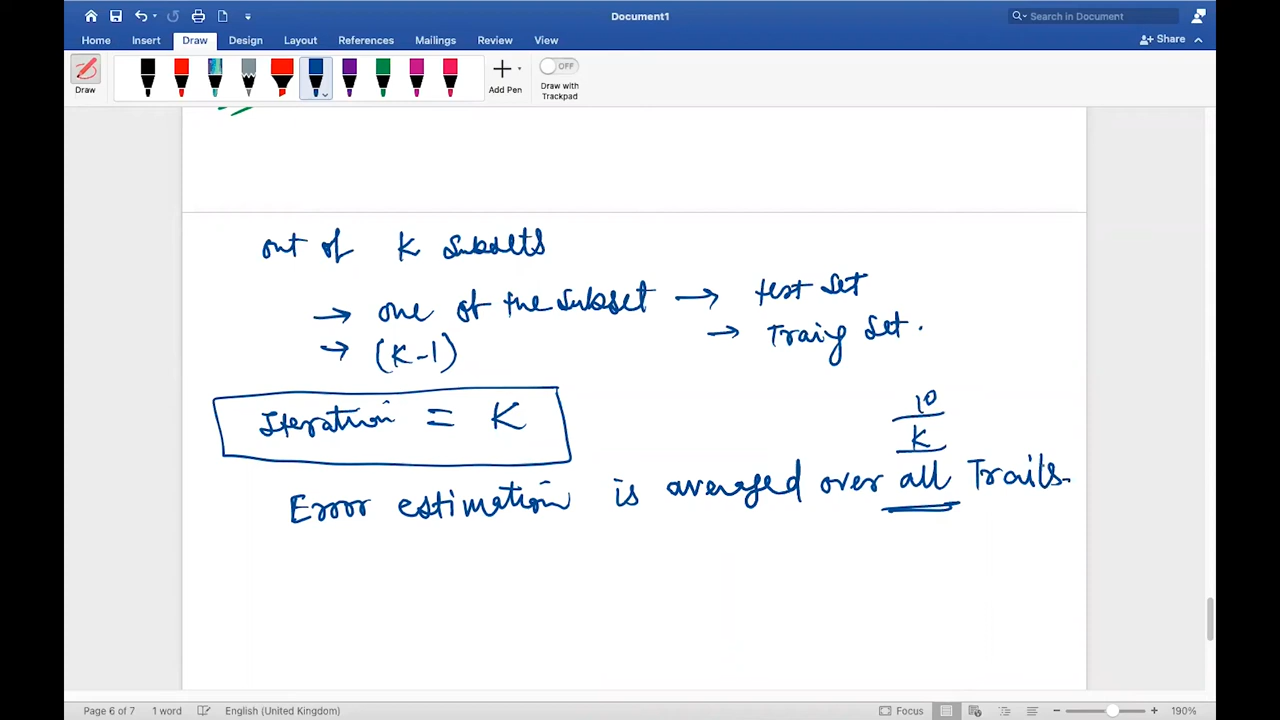 Document1
Search in Document
Home Insert Draw Design Layout References Mailings Review View
Share
Draw
Add Pen
OFF
Draw with Trackpad
out of K subsets
→ one of the subset → test set
→ (K-1) → Traiy set.
Iteration = K
10
K
Error estimation is averaged over all Trails.
Page 6 of 7 1 word English (United Kingdom) Focus 190%